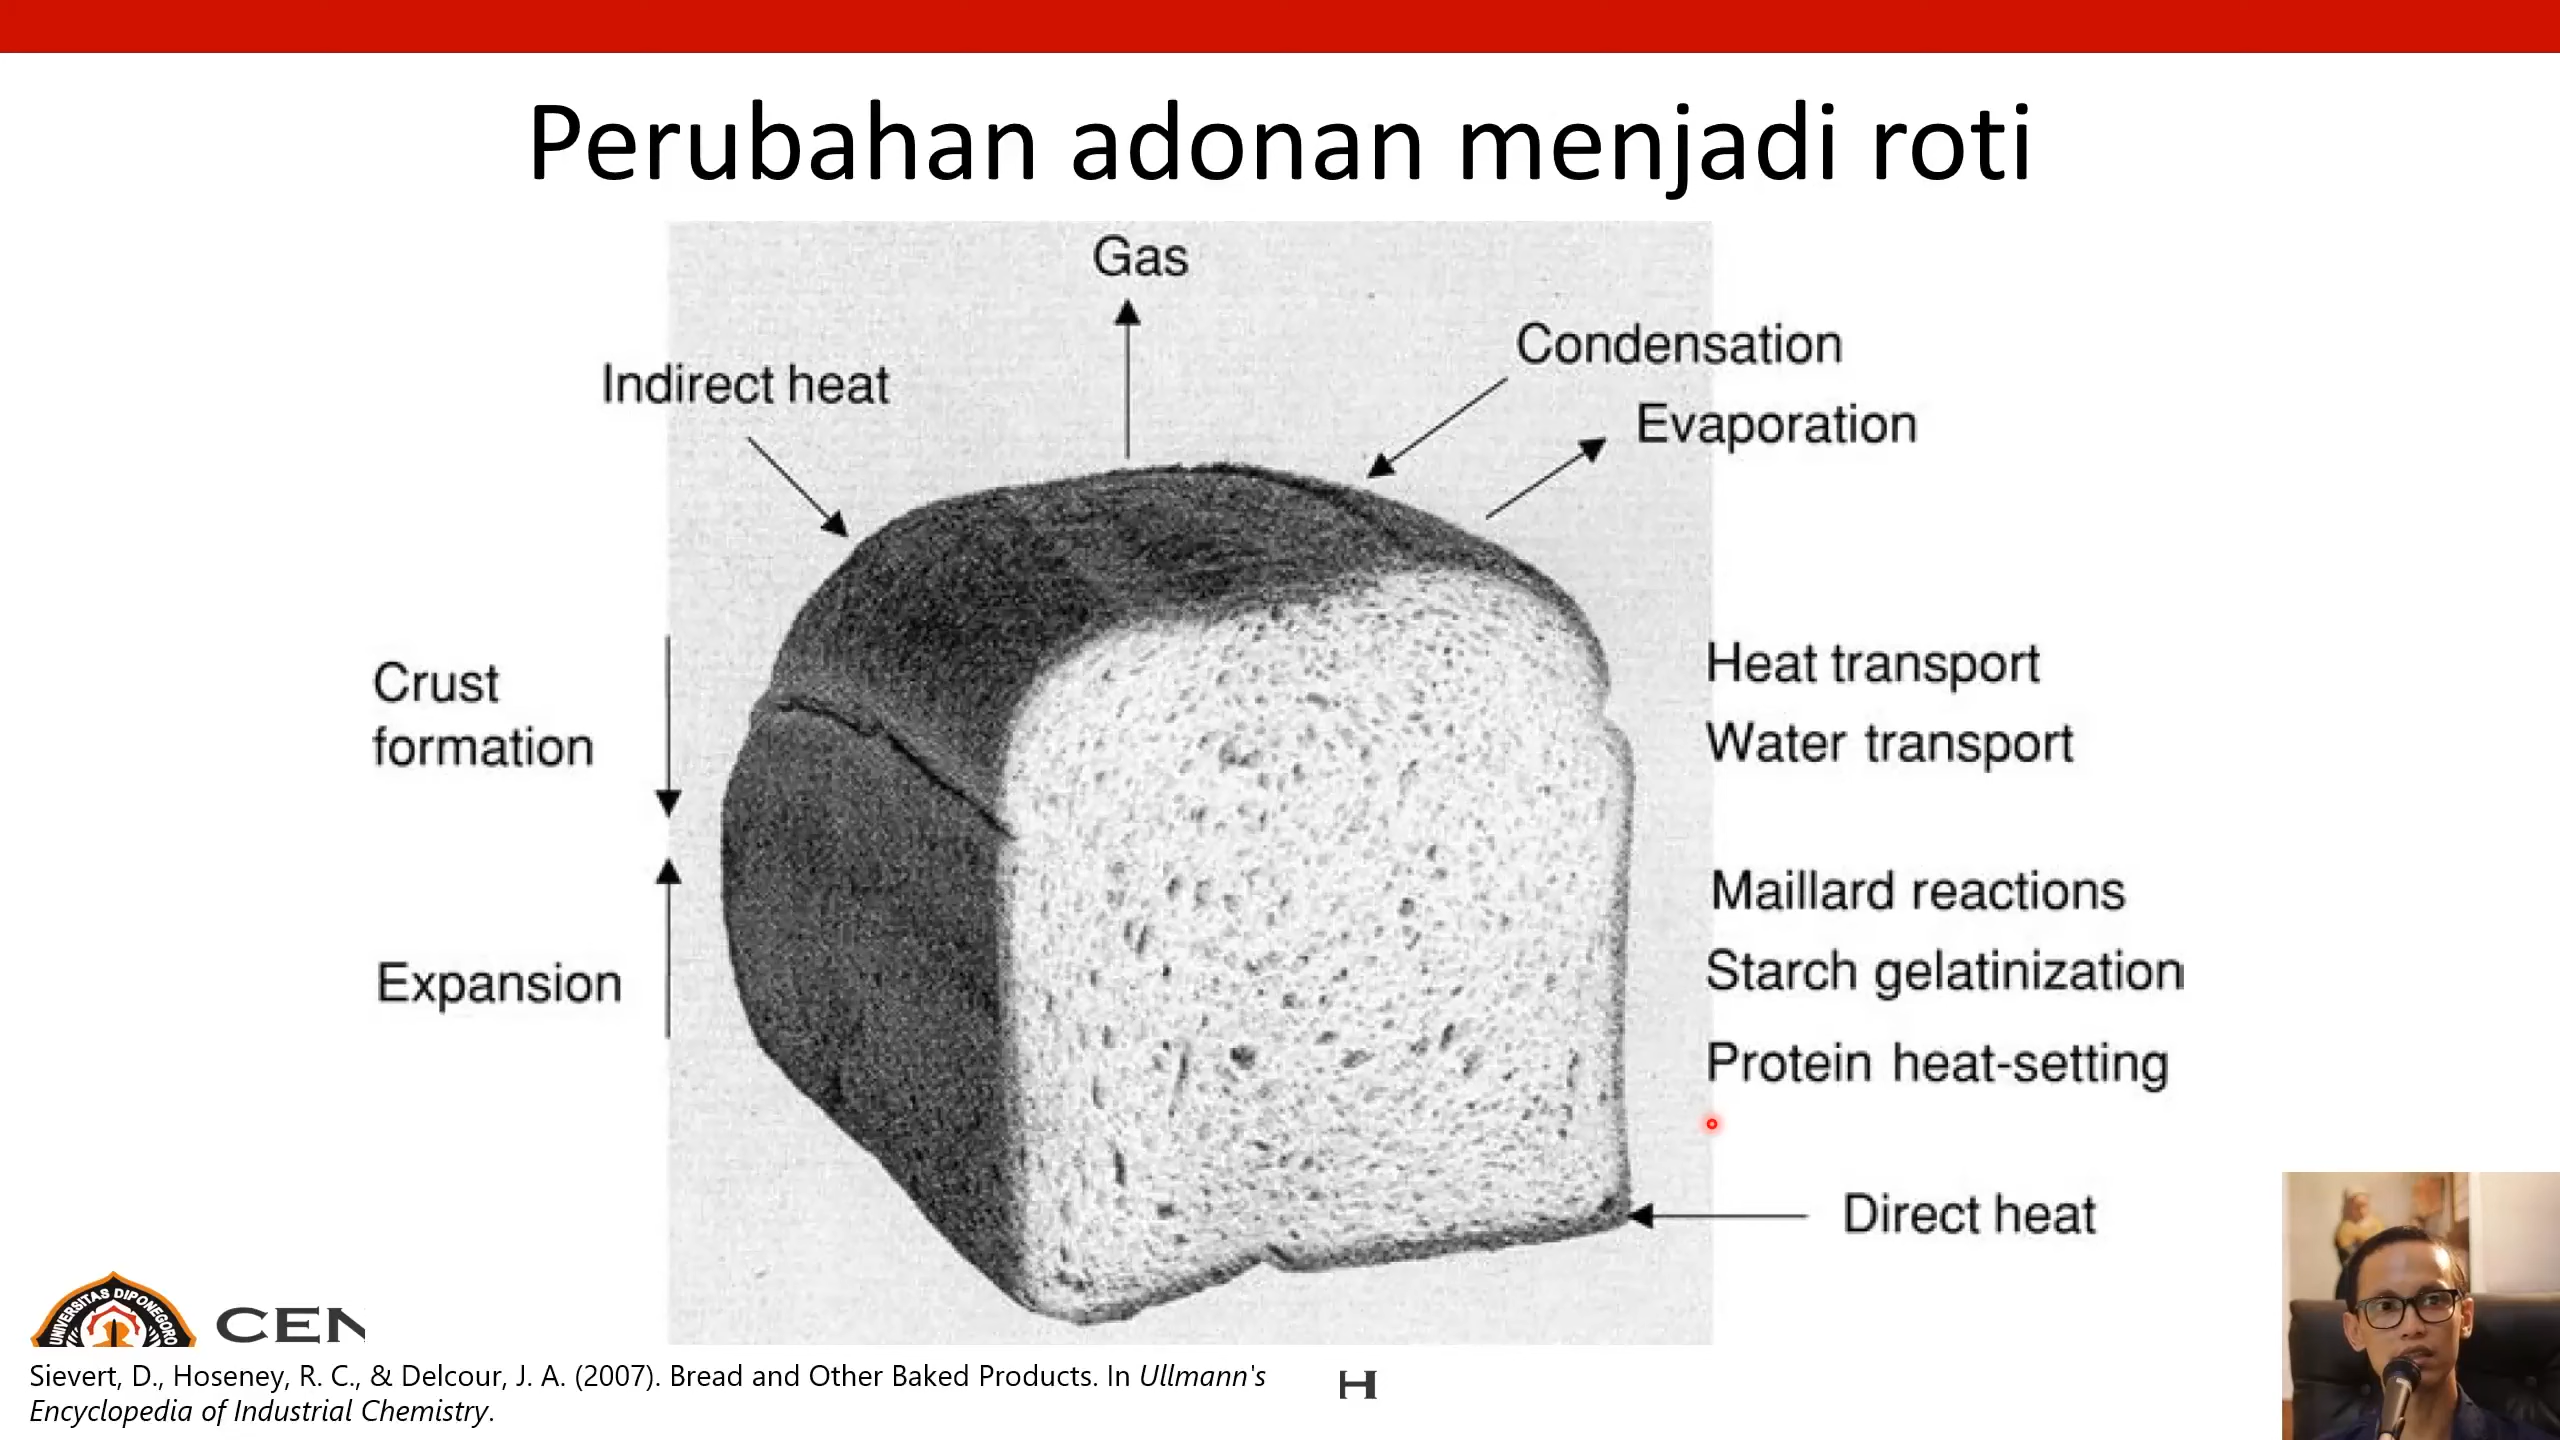 Perubahan adonan menjadi roti
Gas
Condensation
Indirect heat
Evaporation
Crust
formation
Heat transport
Water transport
Maillard reactions
Starch gelatinization
Expansion
Protein heat-setting
Direct heat
UNIVERSITAS DIPONEGORO
CEN
Sievert, D., Hoseney, R. C., & Delcour, J. A. (2007). Bread and Other Baked Products. In Ullmann's
Encyclopedia of Industrial Chemistry.
H